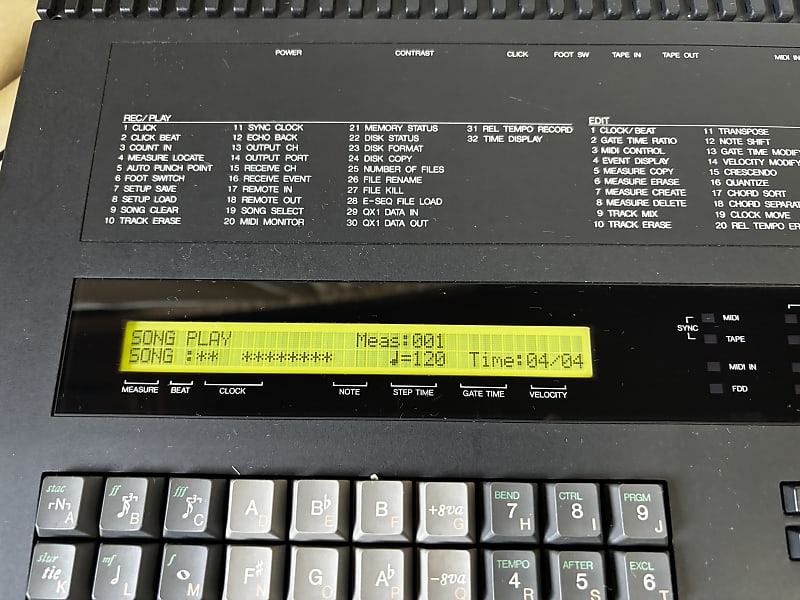 POWER CONTRAST CLICK FOOT SW TAPE IN TAPE OUT MIDI IN
REC/PLAY
1 CLICK
2 CLICK BEAT
3 COUNT IN
4 MEASURE LOCATE
5 AUTO PUNCH POINT
6 FOOT SWITCH
7 SETUP SAVE
8 SETUP LOAD
9 SONG CLEAR
10 TRACK ERASE
11 SYNC CLOCK
12 ECHO BACK
13 OUTPUT CH
14 OUTPUT PORT
15 RECEIVE CH
16 RECEIVE EVENT
17 REMOTE IN
18 REMOTE OUT
19 SONG SELECT
20 MIDI MONITOR
21 MEMORY STATUS
22 DISK STATUS
23 DISK FORMAT
24 DISK COPY
25 NUMBER OF FILES
26 FILE RENAME
27 FILE KILL
28 E-SEQ FILE LOAD
29 QX1 DATA IN
30 QX1 DATA OUT
31 REL TEMPO RECORD
32 TIME DISPLAY
EDIT
1 CLOCK/BEAT
2 GATE TIME RATIO
3 MIDI CONTROL
4 EVENT DISPLAY
5 MEASURE COPY
6 MEASURE ERASE
7 MEASURE CREATE
8 MEASURE DELETE
9 TRACK MIX
10 TRACK ERASE
11 TRANSPOSE
12 NOTE SHIFT
13 GATE TIME MODIFY
14 VELOCITY MODIFY
15 CRESCENDO
16 QUANTIZE
17 CHORD SORT
18 CHORD SEPARA
19 CLOCK MOVE
20 REL TEMPO ER
SONG PLAY Meas:001
SONG :** ******** ♩=120 Time:04/04
MEASURE BEAT CLOCK NOTE STEP TIME GATE TIME VELOCITY
SYNC
MIDI
TAPE
MIDI IN
FDD
stac ff fff BEND CTRL PRGM
rN7 A B♭ B +8va 7 8 9
A B C D E F G H I J
slur mf f TEMPO AFTER EXCL
tie F# G A♭ -8va 4 5 6
K L M N O P Q R S T